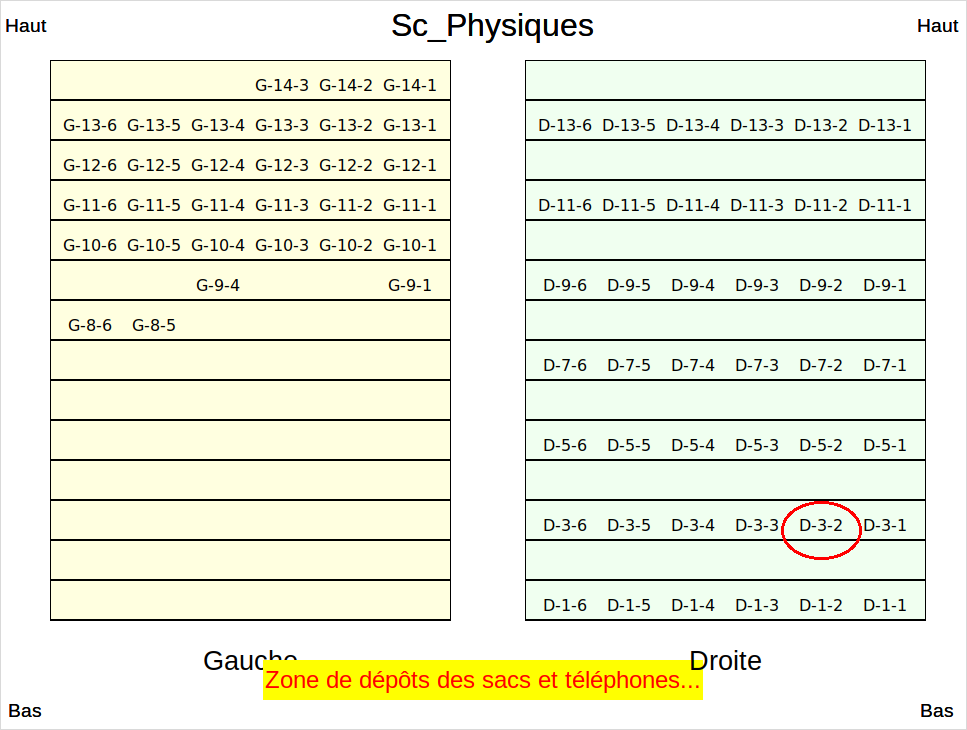 Haut Sc_Physiques Haut
G-14-3 G-14-2 G-14-1
G-13-6 G-13-5 G-13-4 G-13-3 G-13-2 G-13-1 D-13-6 D-13-5 D-13-4 D-13-3 D-13-2 D-13-1
G-12-6 G-12-5 G-12-4 G-12-3 G-12-2 G-12-1
G-11-6 G-11-5 G-11-4 G-11-3 G-11-2 G-11-1 D-11-6 D-11-5 D-11-4 D-11-3 D-11-2 D-11-1
G-10-6 G-10-5 G-10-4 G-10-3 G-10-2 G-10-1
G-9-4 G-9-1 D-9-6 D-9-5 D-9-4 D-9-3 D-9-2 D-9-1
G-8-6 G-8-5
D-7-6 D-7-5 D-7-4 D-7-3 D-7-2 D-7-1
D-5-6 D-5-5 D-5-4 D-5-3 D-5-2 D-5-1
D-3-6 D-3-5 D-3-4 D-3-3 D-3-2 D-3-1
D-1-6 D-1-5 D-1-4 D-1-3 D-1-2 D-1-1
Gauche Droite
Zone de dépôts des sacs et téléphones...
Bas Bas